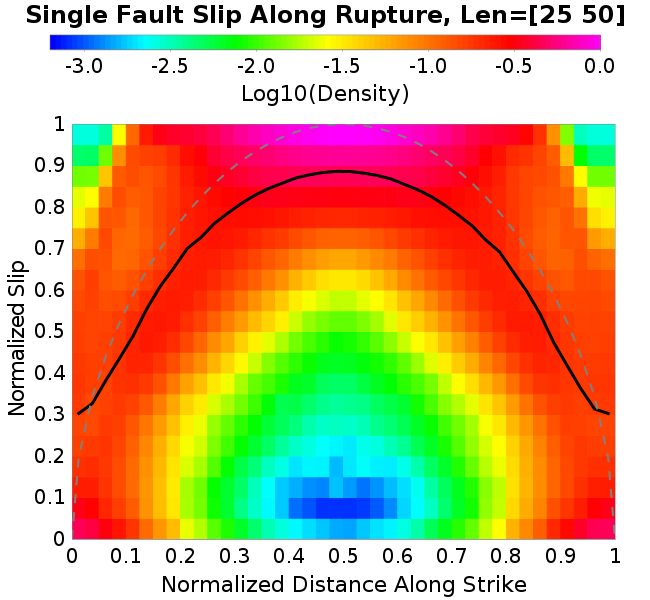 Single Fault Slip Along Rupture, Len=[25 50]
-3.0 -2.5 -2.0 -1.5 -1.0 -0.5 0.0
Log10(Density)
1
0.9
0.8
0.7
0.6
0.5
0.4
0.3
0.2
0.1
0
Normalized Slip
0 0.1 0.2 0.3 0.4 0.5 0.6 0.7 0.8 0.9 1
Normalized Distance Along Strike